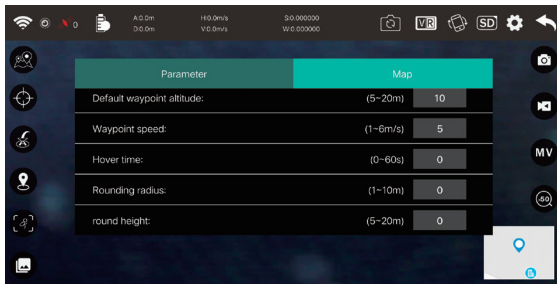 0 A:0.0m H:0.0m/s S:0.000000 VR SD
D:0.0m V:0.0m/s W:0.000000
Parameter Map
Default waypoint altitude: (5~20m) 10
Waypoint speed: (1~6m/s) 5
Hover time: (0~60s) 0
MV
Rounding radius: (1~10m) 0
50
round height: (5~20m) 0